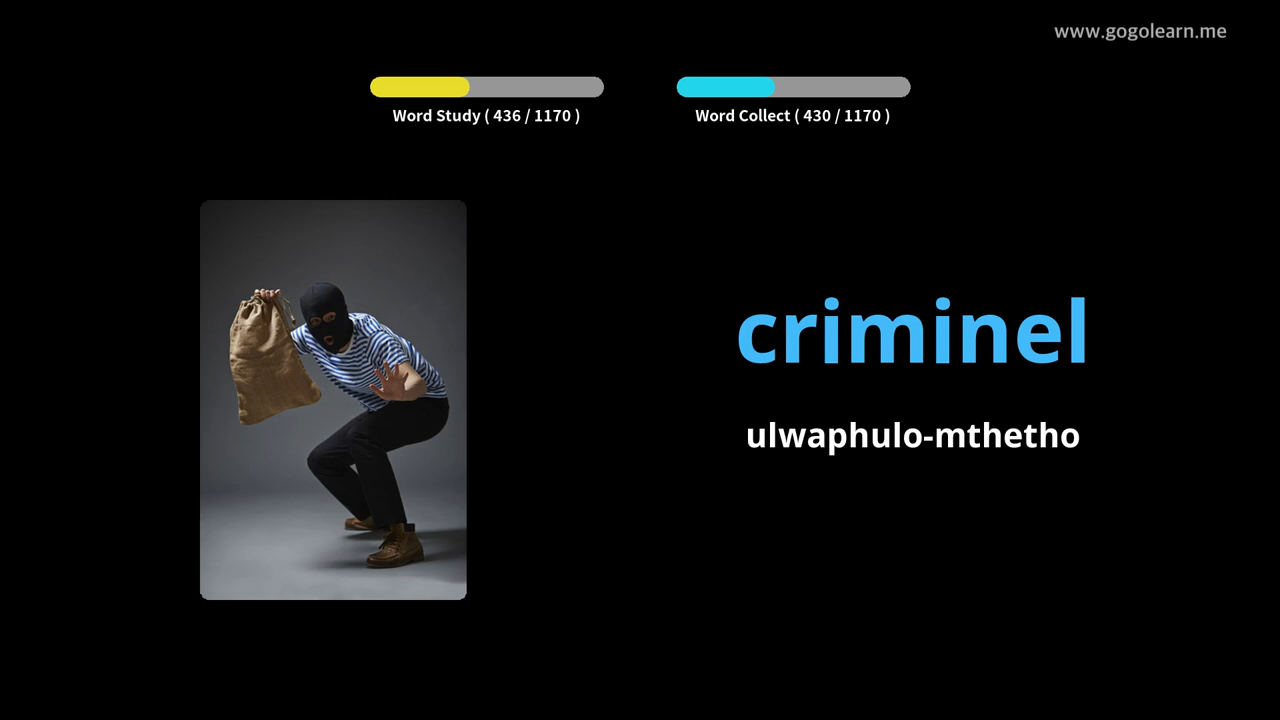 www.gogolearn.me
Word Study ( 436 / 1170 )
Word Collect ( 430 / 1170 )
criminel
ulwaphulo-mthetho